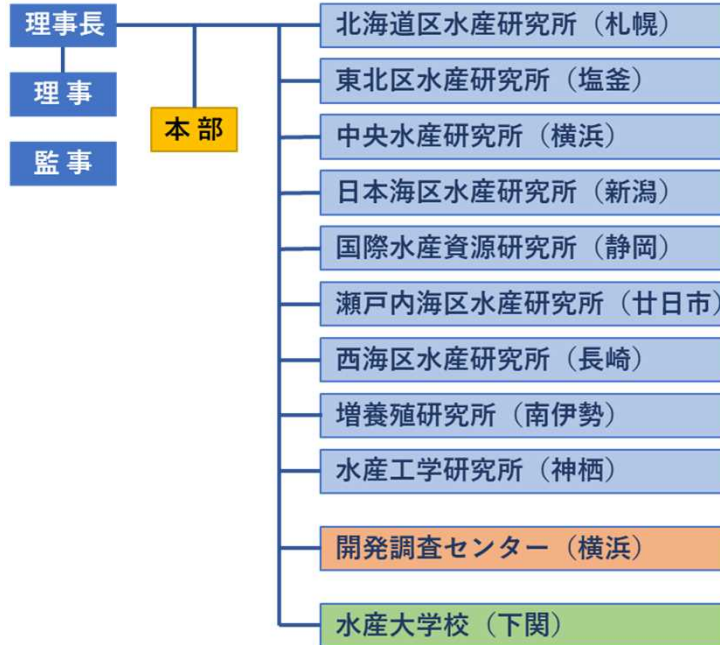 理事長
理 事
監 事
本 部
北海道区水産研究所（札幌）
東北区水産研究所（塩釜）
中央水産研究所（横浜）
日本海区水産研究所（新潟）
国際水産資源研究所（静岡）
瀬戸内海区水産研究所（廿日市）
西海区水産研究所（長崎）
増養殖研究所（南伊勢）
水産工学研究所（神栖）
開発調査センター（横浜）
水産大学校（下関）